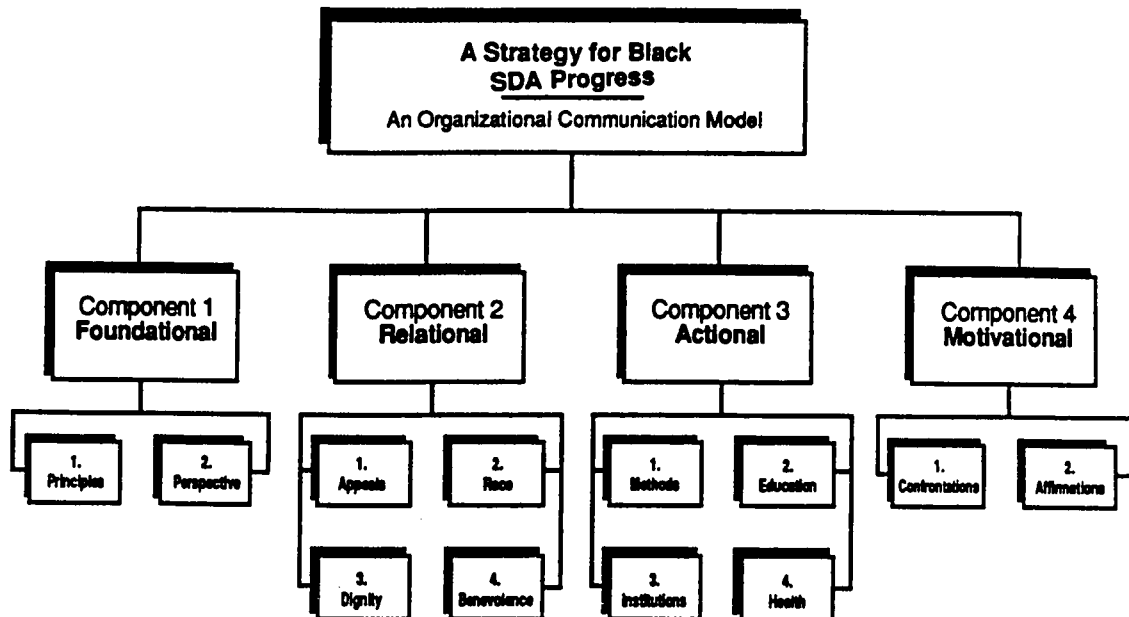 A Strategy for Black
SDA Progress
An Organizational Communication Model
Component 1
Foundational
Component 2
Relational
Component 3
Actional
Component 4
Motivational
1.
Principles
2.
Perspective
1.
Appeals
2.
Race
3.
Dignity
4.
Benevolence
1.
Methods
2.
Education
3.
Institutions
4.
Health
1.
Confrontations
2.
Affirmations